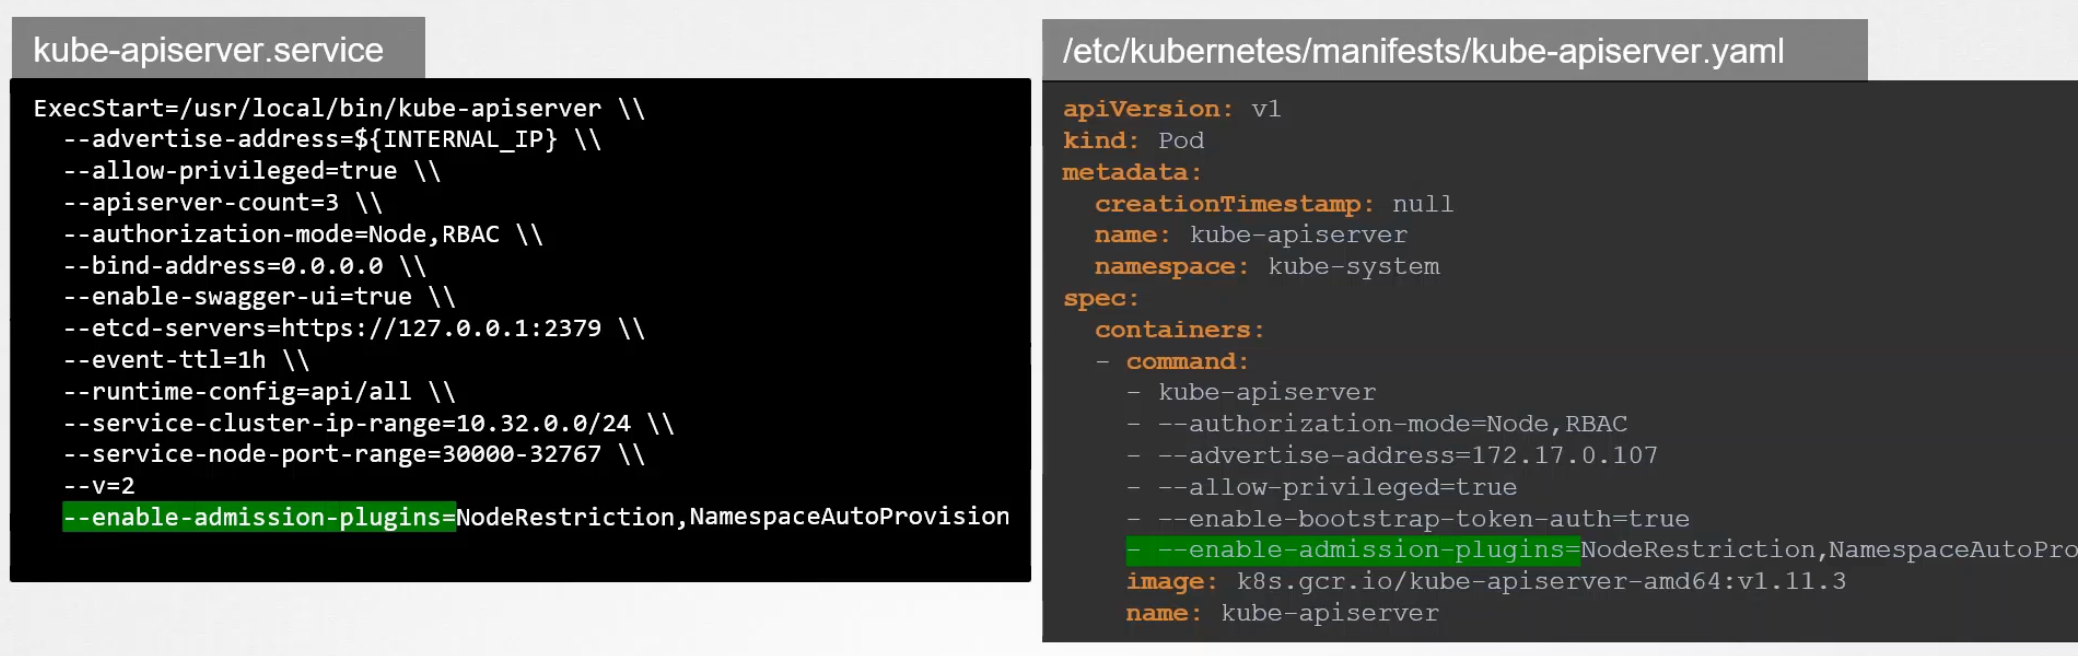 kube-apiserver.service
ExecStart=/usr/local/bin/kube-apiserver \\
--advertise-address=${INTERNAL_IP} \\
--allow-privileged=true \\
--apiserver-count=3 \\
--authorization-mode=Node,RBAC \\
--bind-address=0.0.0.0 \\
--enable-swagger-ui=true \\
--etcd-servers=https://127.0.0.1:2379 \\
--event-ttl=1h \\
--runtime-config=api/all \\
--service-cluster-ip-range=10.32.0.0/24 \\
--service-node-port-range=30000-32767 \\
--v=2
--enable-admission-plugins=NodeRestriction,NamespaceAutoProvision
/etc/kubernetes/manifests/kube-apiserver.yaml
apiVersion: v1
kind: Pod
metadata:
  creationTimestamp: null
  name: kube-apiserver
  namespace: kube-system
spec:
  containers:
  - command:
    - kube-apiserver
    - --authorization-mode=Node,RBAC
    - --advertise-address=172.17.0.107
    - --allow-privileged=true
    - --enable-bootstrap-token-auth=true
    - --enable-admission-plugins=NodeRestriction,NamespaceAutoPro
    image: k8s.gcr.io/kube-apiserver-amd64:v1.11.3
    name: kube-apiserver